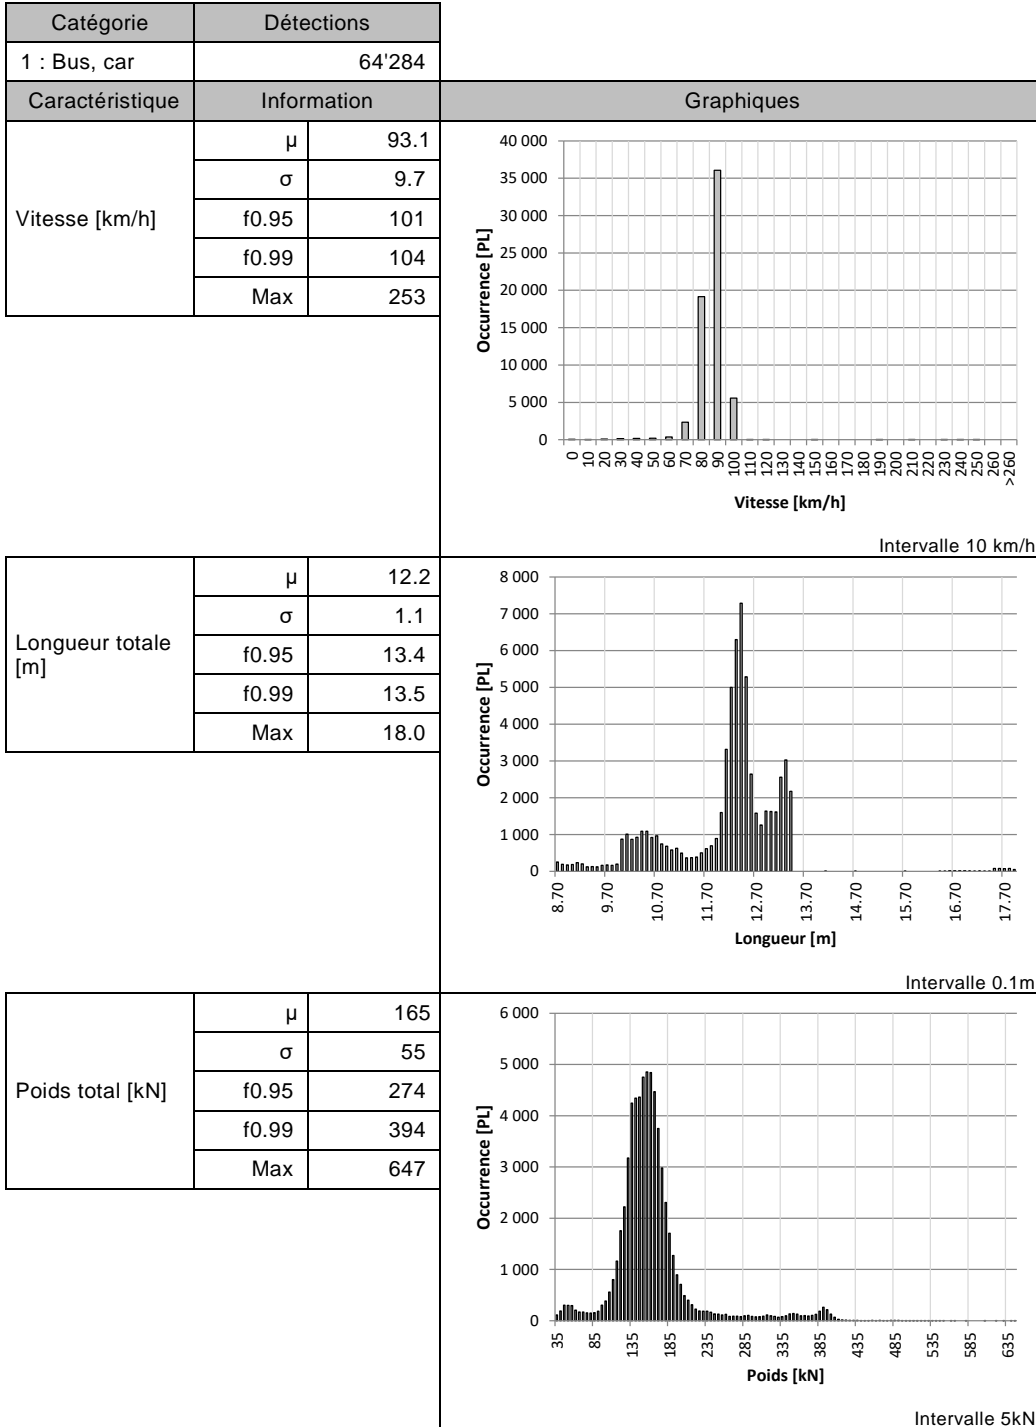 Catégorie Détections
1 : Bus, car 64'284
Caractéristique Information Graphiques
Vitesse [km/h]
µ 93.1
σ 9.7
f0.95 101
f0.99 104
Max 253
40 000
35 000
30 000
25 000
20 000
15 000
10 000
5 000
0
Occurrence [PL]
0 10 20 30 40 50 60 70 80 90 100 110 120 130 140 150 160 170 180 190 200 210 220 230 240 250 260 >260
Vitesse [km/h]
Intervalle 10 km/h
Longueur totale
[m]
µ 12.2
σ 1.1
f0.95 13.4
f0.99 13.5
Max 18.0
8 000
7 000
6 000
5 000
4 000
3 000
2 000
1 000
0
Occurrence [PL]
8.70 9.70 10.70 11.70 12.70 13.70 14.70 15.70 16.70 17.70
Longueur [m]
Intervalle 0.1m
Poids total [kN]
µ 165
σ 55
f0.95 274
f0.99 394
Max 647
6 000
5 000
4 000
3 000
2 000
1 000
0
Occurrence [PL]
35 85 135 185 235 285 335 385 435 485 535 585 635
Poids [kN]
Intervalle 5kN